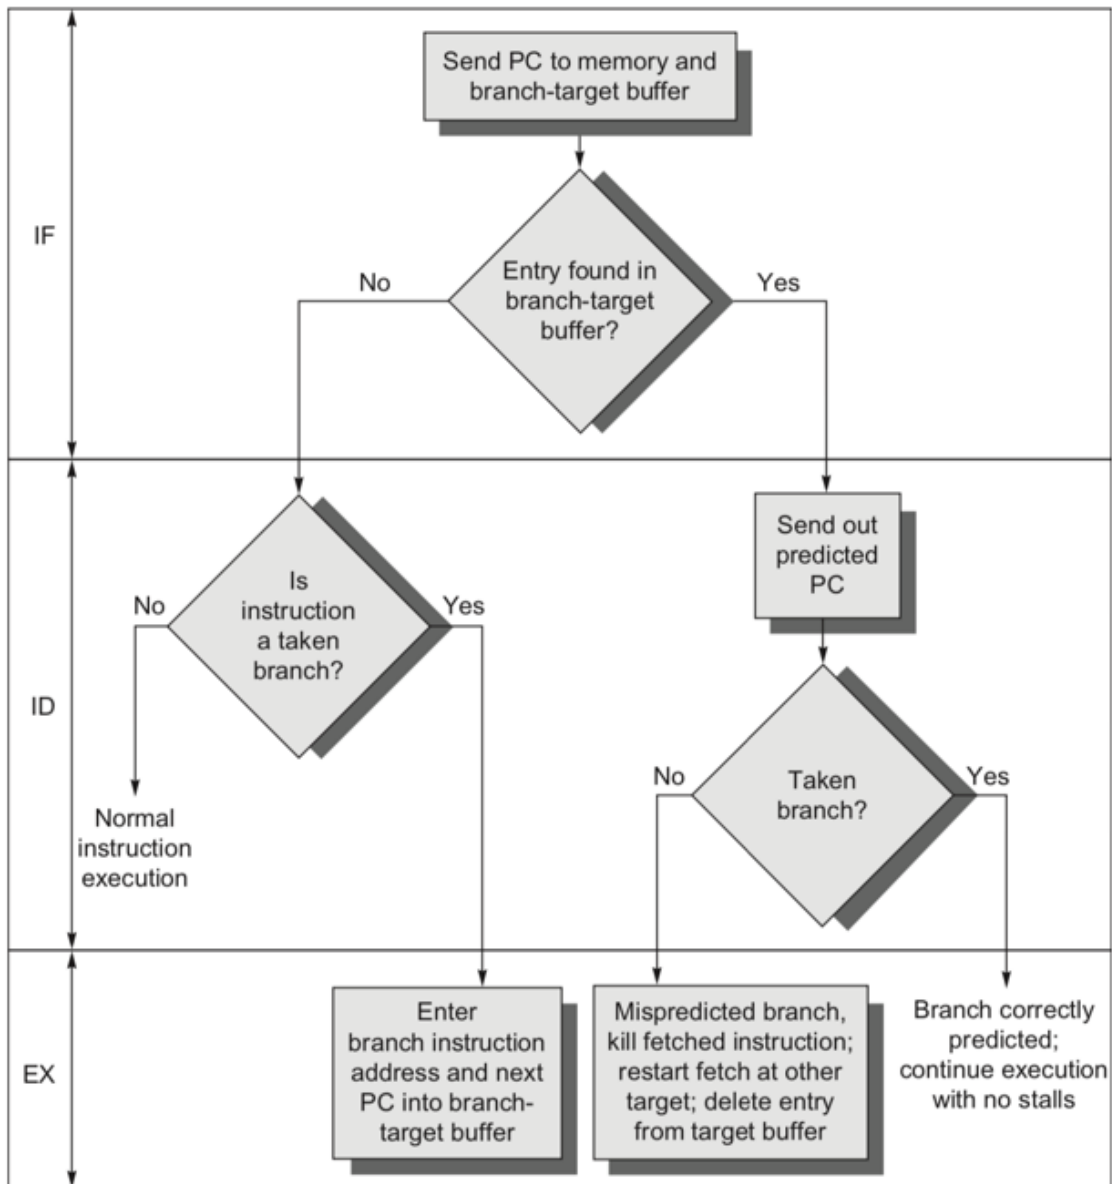 Send PC to memory and
branch-target buffer
IF
No
Entry found in
branch-target
buffer?
Yes
ID
No
Is
instruction
a taken
branch?
Yes
Normal
instruction
execution
Send out
predicted
PC
No
Taken
branch?
Yes
EX
Enter
branch instruction
address and next
PC into branch-
target buffer
Mispredicted branch,
kill fetched instruction;
restart fetch at other
target; delete entry
from target buffer
Branch correctly
predicted;
continue execution
with no stalls